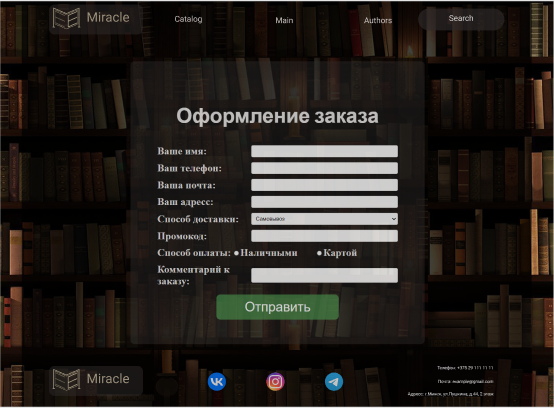 Miracle
Catalog
Main
Authors
Search
Оформление заказа
Ваше имя:
Ваш телефон:
Ваша почта:
Ваш адресс:
Способ доставки:
Самовывоз
Промокод:
Способ оплаты: Наличными Картой
Комментарий к
заказу:
Отправить
Miracle
Телефон: +375 29 111 11 11
Почта: example@gmail.com
Адрес: г.Минск, ул.Пушкина, д.44, 2 этаж